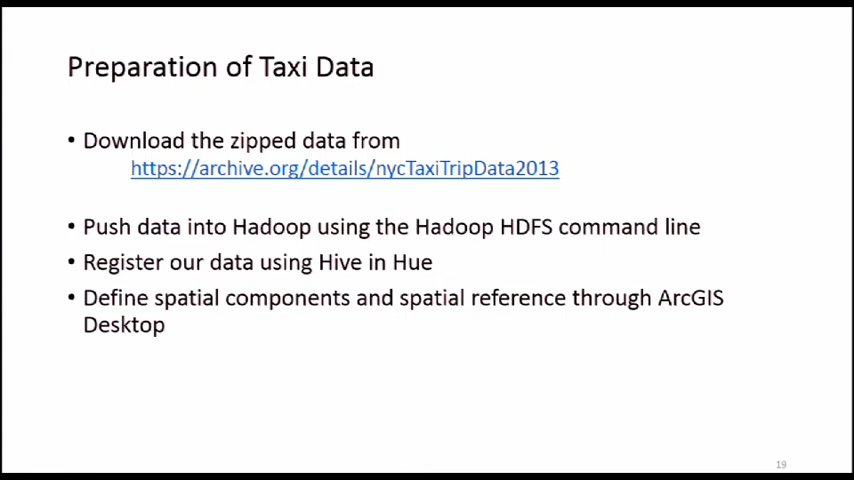 Preparation of Taxi Data
• Download the zipped data from
https://archive.org/details/nycTaxiTripData2013
• Push data into Hadoop using the Hadoop HDFS command line
• Register our data using Hive in Hue
• Define spatial components and spatial reference through ArcGIS
Desktop
19